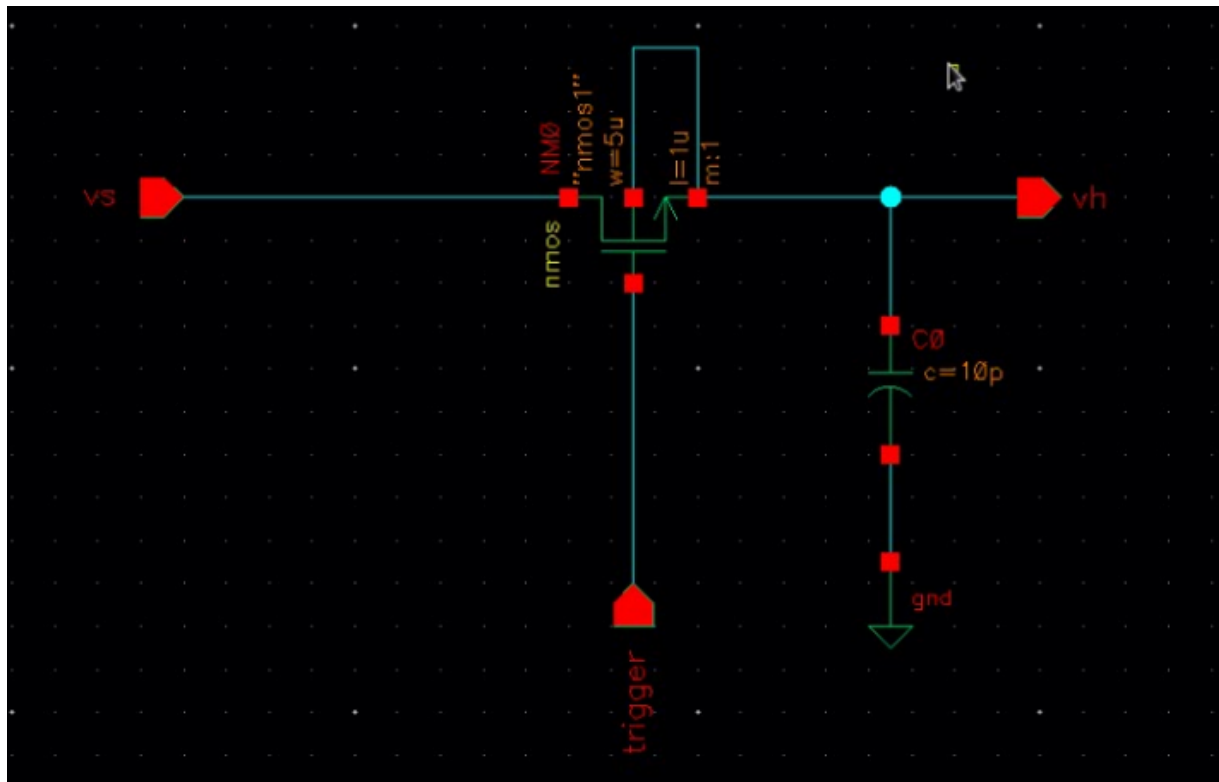 vs
NM0
"nmos1"
w=5u
l=1u
m:1
nmos
vh
C0
c=10p
gnd
trigger